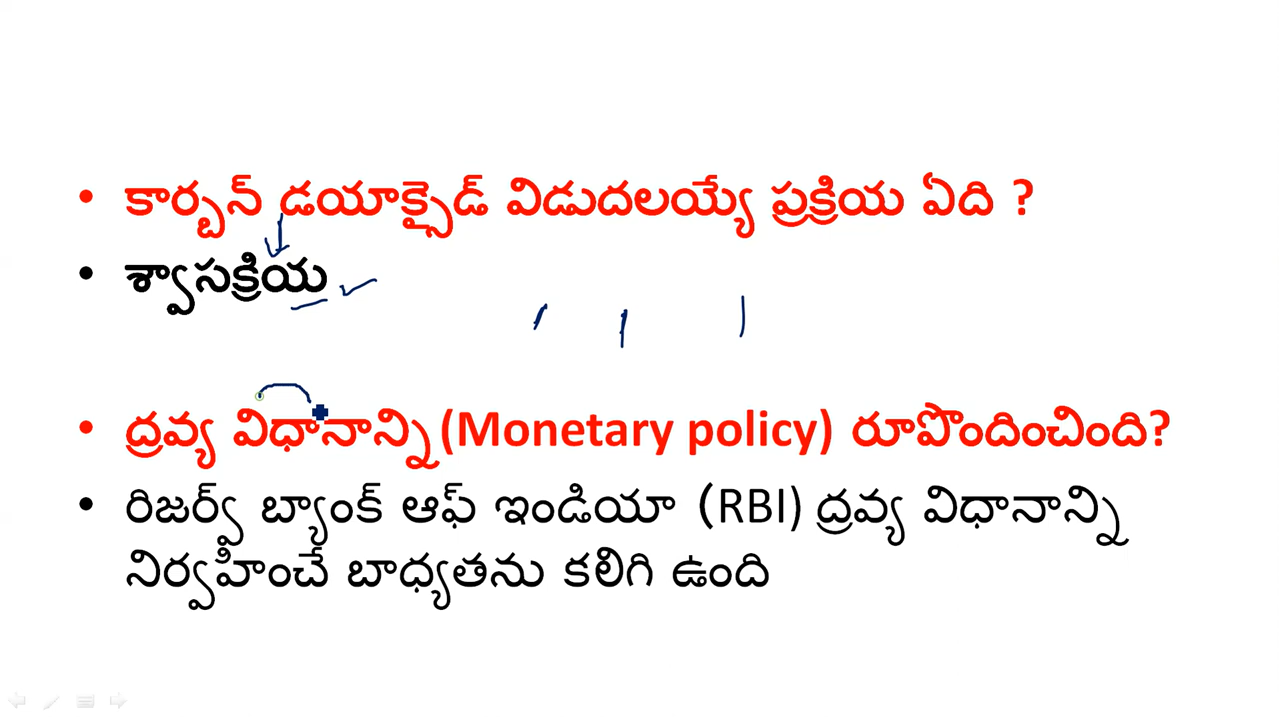 • కార్బన్ డయాక్సైడ్ విడుదలయ్యే ప్రక్రియ ఏది ?
• శ్వాసక్రియ
• ద్రవ్య విధానాన్ని(Monetary policy) రూపొందించింది?
• రిజర్వ్ బ్యాంక్ ఆఫ్ ఇండియా (RBI) ద్రవ్య విధానాన్ని
నిర్వహించే బాధ్యతను కలిగి ఉంది